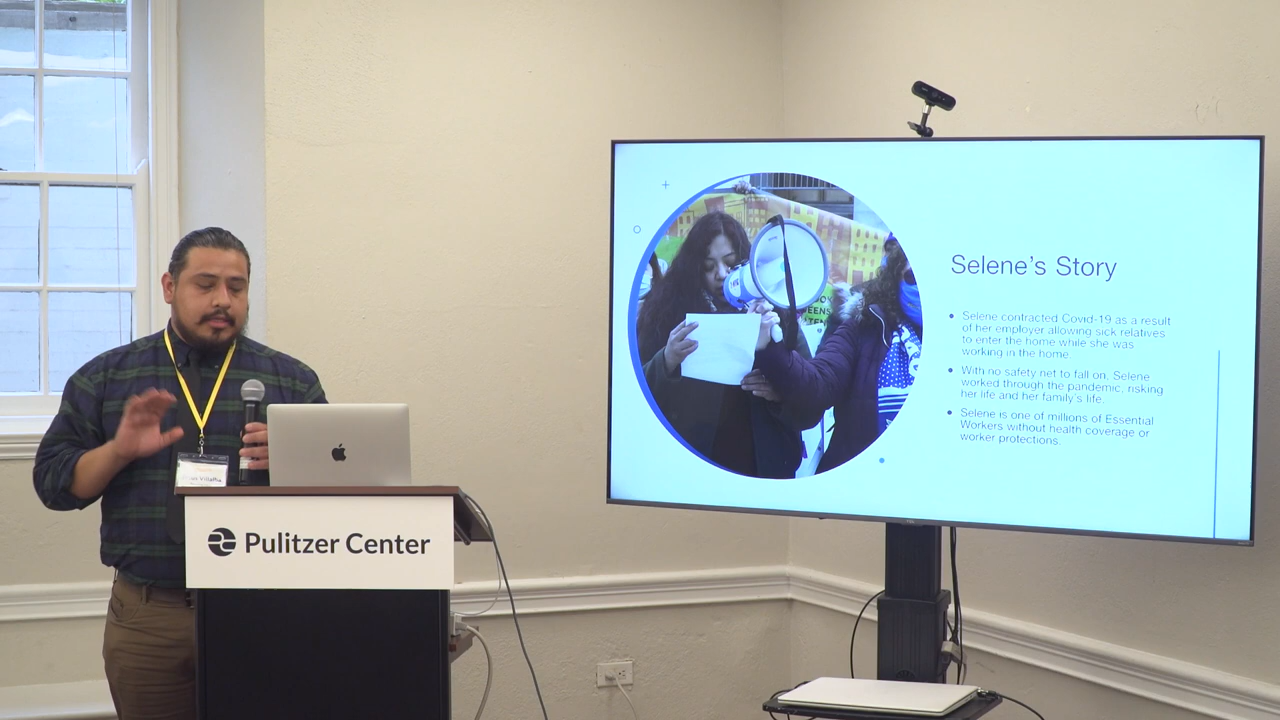 Selene's Story
• Selene contracted Covid-19 as a result
of her employer allowing sick relatives
to enter the home while she was
working in the home.
• With no safety net to fall on, Selene
worked through the pandemic, risking
her life and her family's life.
• Selene is one of millions of Essential
Workers without health coverage or
worker protections.
Pulitzer Center